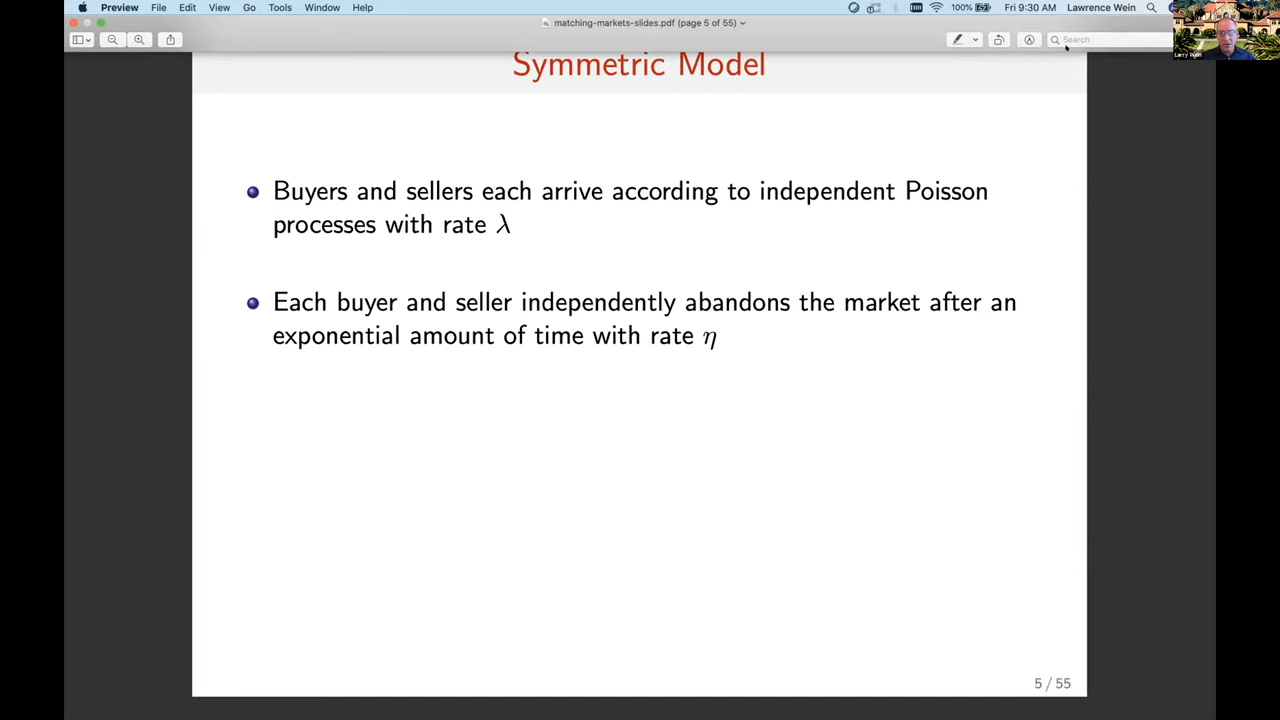 Preview File Edit View Go Tools Window Help 100% Fri 9:30 AM Lawrence Wein
matching-markets-slides.pdf (page 5 of 55)
Search
Larry Wein
Symmetric Model
Buyers and sellers each arrive according to independent Poisson
processes with rate λ
Each buyer and seller independently abandons the market after an
exponential amount of time with rate η
5 / 55